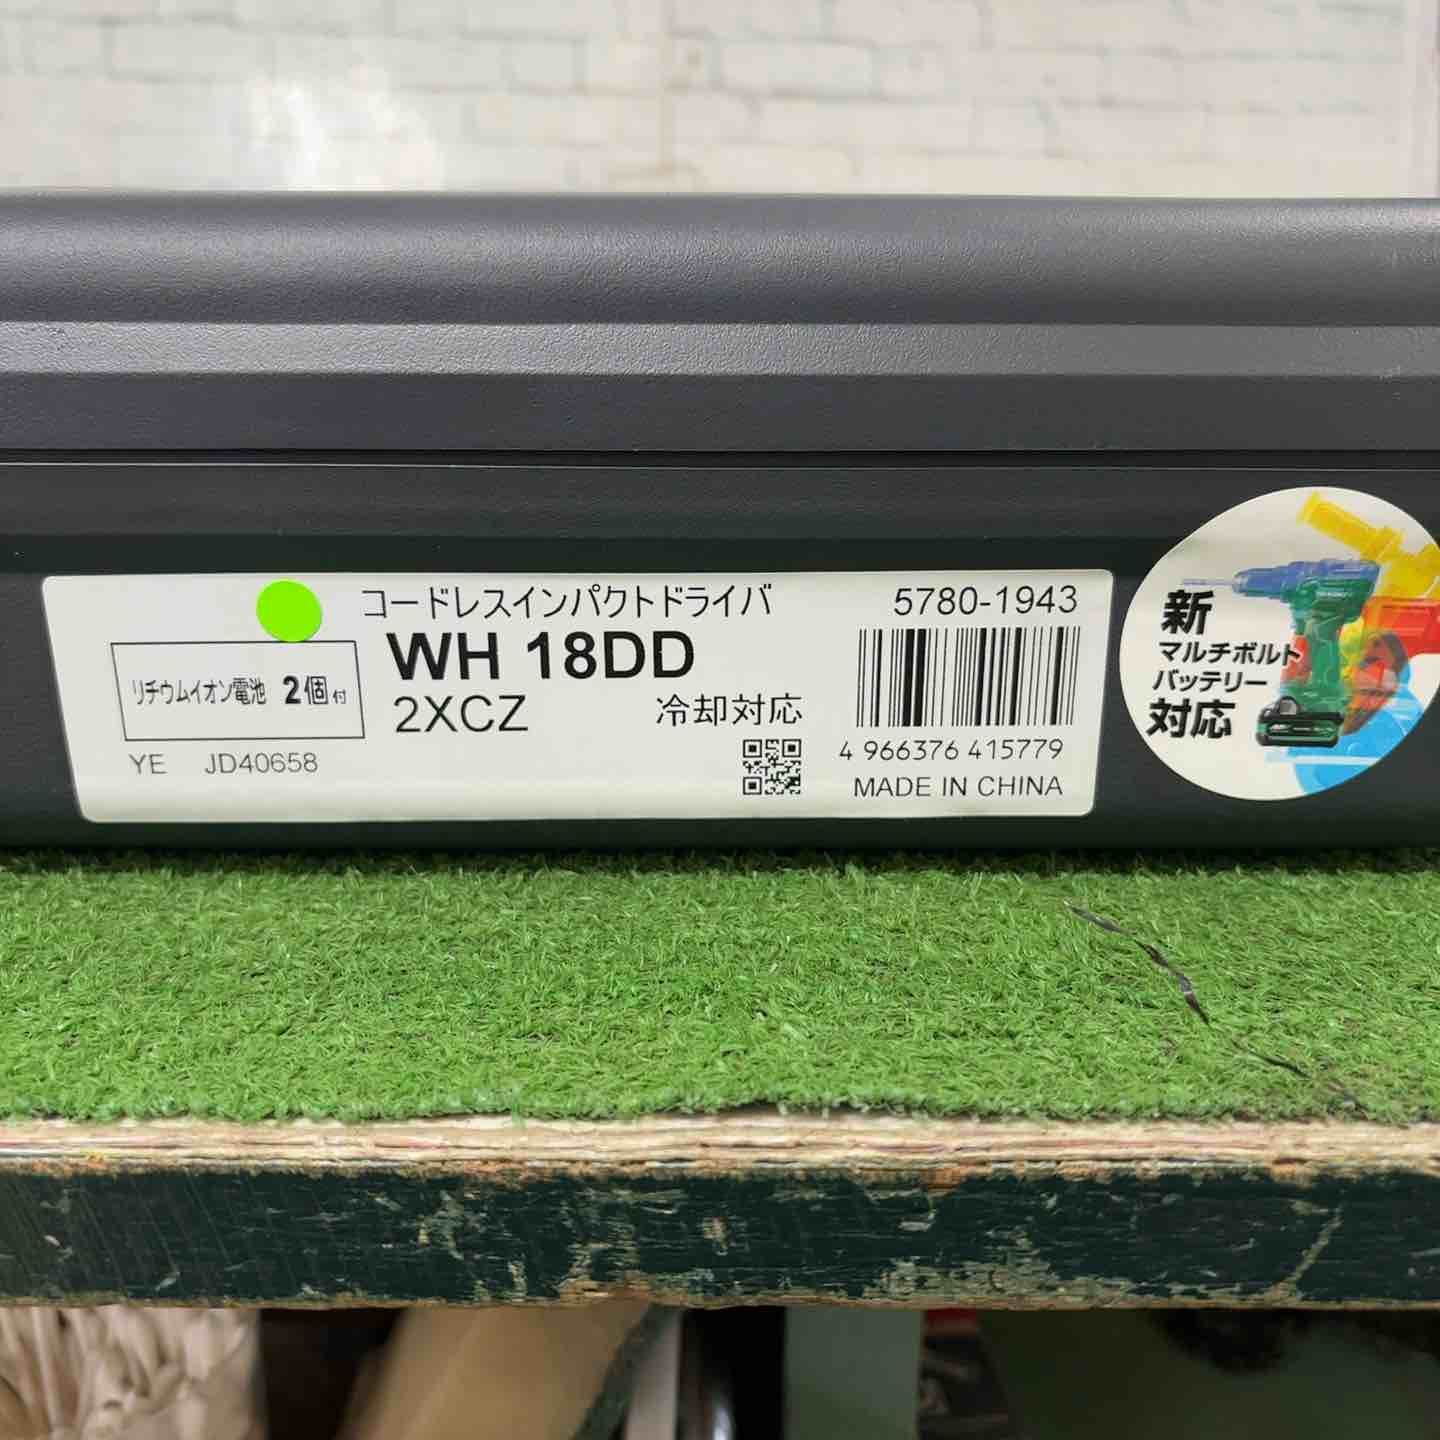 コードレスインパクトドライバ
5780-1943
リチウムイオン電池 2個付
WH 18DD
2XCZ
冷却対応
YE JD40658
4 966376 415779
MADE IN CHINA
新
マルチボルト
バッテリー
対応